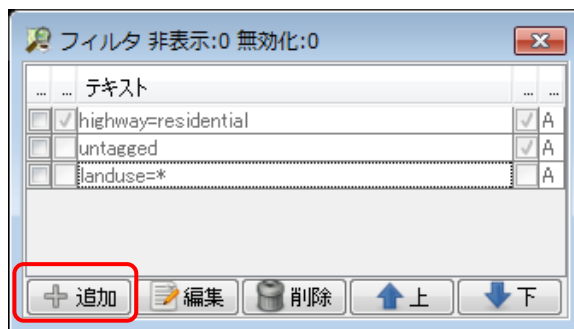 フィルタ 非表示:0 無効化:0
... ... テキスト ... ...
highway=residential A
untagged A
landuse=* A
追加 編集 削除 上 下